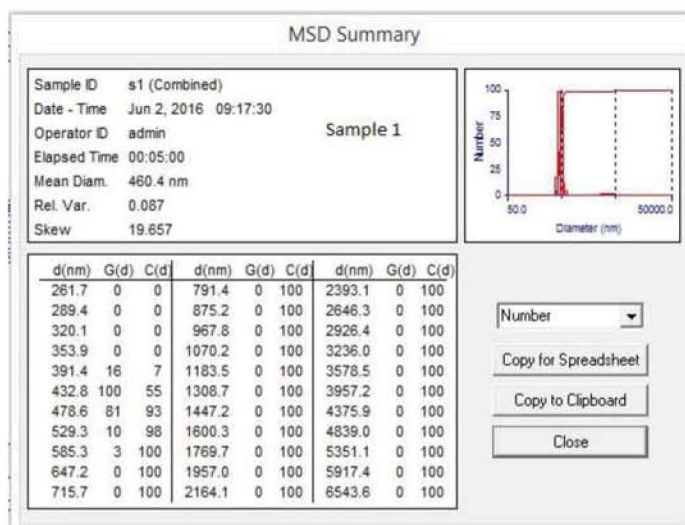 MSD Summary
Sample ID s1 (Combined)
Date - Time Jun 2, 2016 09:17:30
Operator ID admin
Sample 1
Elapsed Time 00:05:00
Mean Diam. 460.4 nm
Rel. Var. 0.087
Skew 19.657
100
75
50
25
0
Number
50.0 50000.0
Diameter (nm)
d(nm) G(d) C(d) d(nm) G(d) C(d) d(nm) G(d) C(d)
261.7 0 0 791.4 0 100 2393.1 0 100
289.4 0 0 875.2 0 100 2646.3 0 100
320.1 0 0 967.8 0 100 2926.4 0 100
353.9 0 0 1070.2 0 100 3236.0 0 100
391.4 16 7 1183.5 0 100 3578.5 0 100
432.8 100 55 1308.7 0 100 3957.2 0 100
478.6 81 93 1447.2 0 100 4375.9 0 100
529.3 10 98 1600.3 0 100 4839.0 0 100
585.3 3 100 1769.7 0 100 5351.1 0 100
647.2 0 100 1957.0 0 100 5917.4 0 100
715.7 0 100 2164.1 0 100 6543.6 0 100
Number
Copy for Spreadsheet
Copy to Clipboard
Close